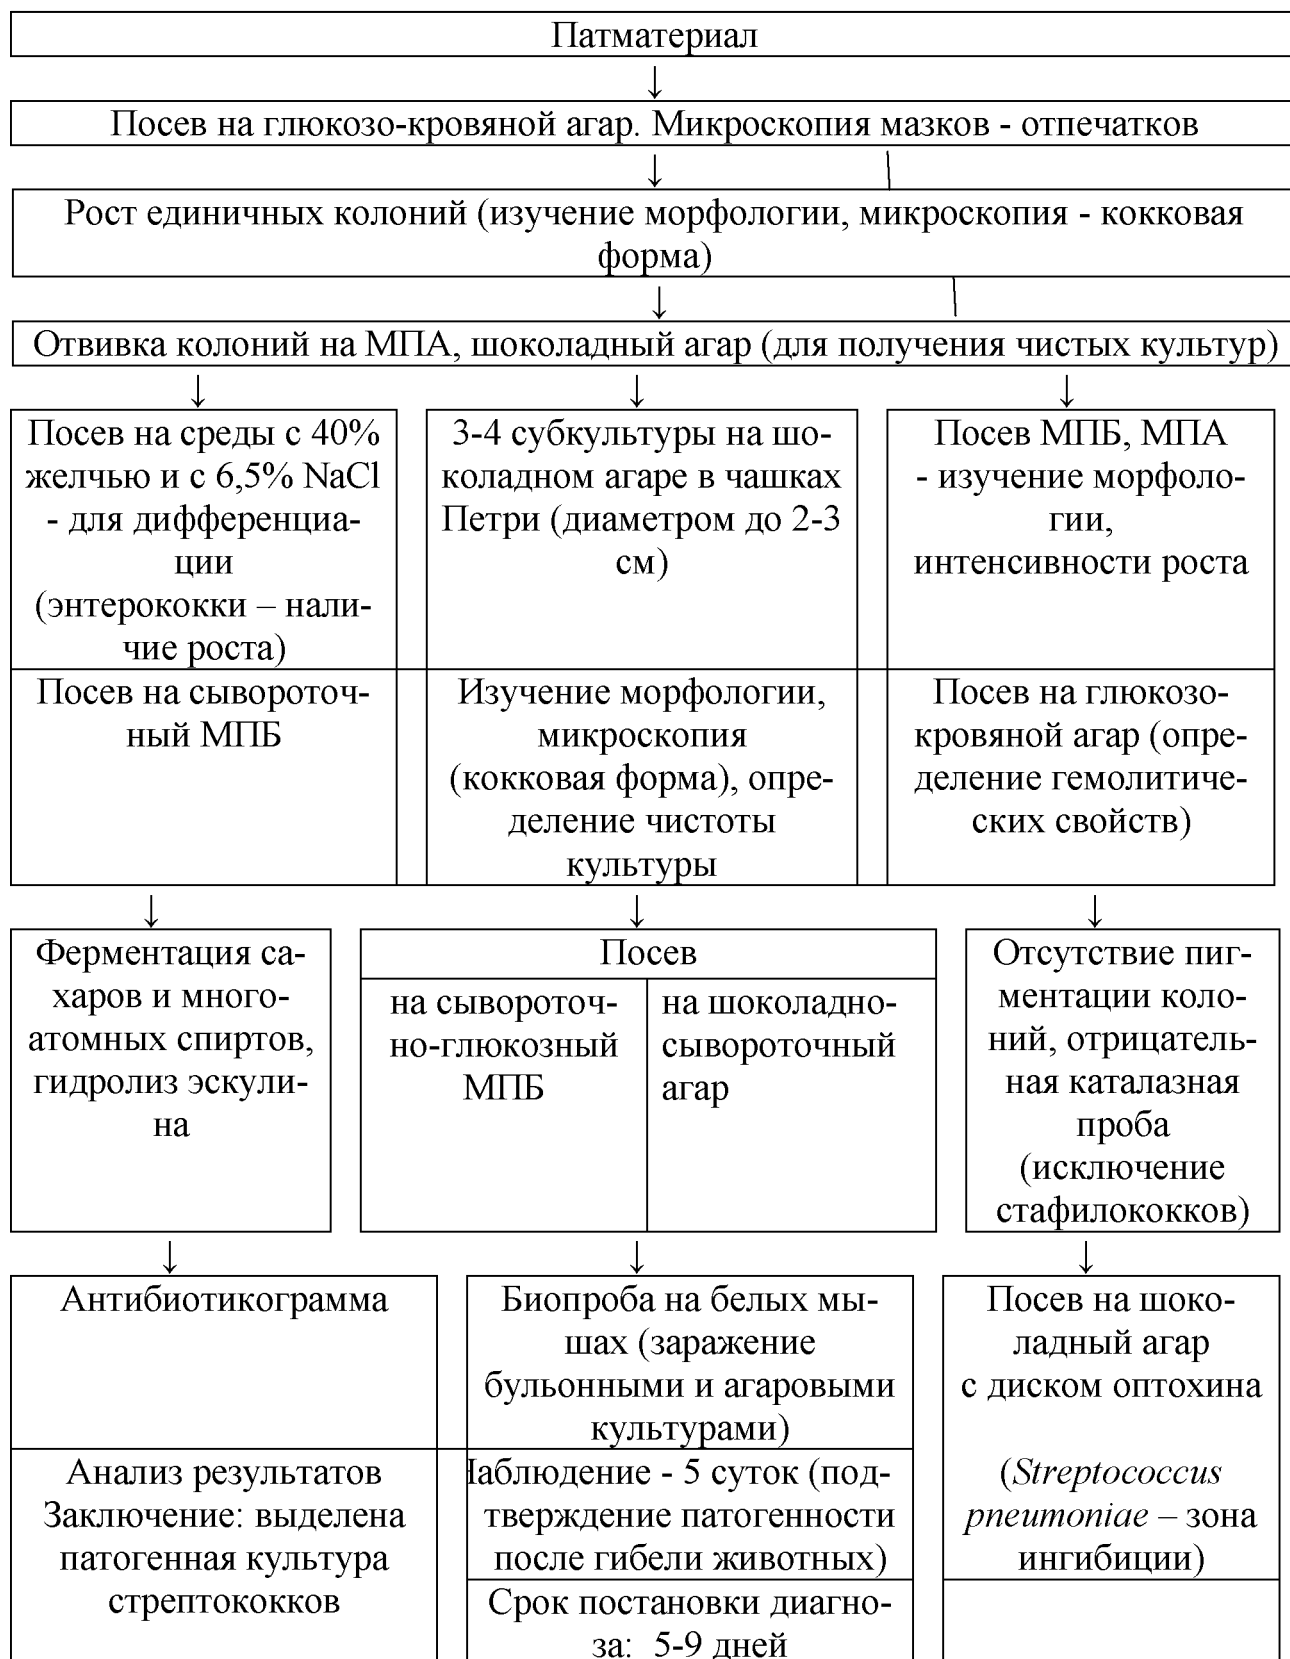 Патматериал
↓
Посев на глюкозо-кровяной агар. Микроскопия мазков - отпечатков
↓
Рост единичных колоний (изучение морфологии, микроскопия - кокковая
форма)
↓
Отвивка колоний на МПА, шоколадный агар (для получения чистых культур)
↓
↓
↓
Посев на среды с 40%
желчью и с 6,5% NaCl
- для дифференциа-
ции
(энтерококки – нали-
чие роста)
3-4 субкультуры на шо-
коладном агаре в чашках
Петри (диаметром до 2-3
см)
Посев МПБ, МПА
- изучение морфоло-
гии,
интенсивности роста
Посев на сывороточ-
ный МПБ
Изучение морфологии,
микроскопия
(кокковая форма), опре-
деление чистоты
культуры
Посев на глюкозо-
кровяной агар (опре-
деление гемолитиче-
ских свойств)
↓
↓
↓
Ферментация са-
харов и много-
атомных спиртов,
гидролиз эскули-
на
Посев
на сывороточ-
но-глюкозный
МПБ
на шоколадно-
сывороточный
агар
Отсутствие пиг-
ментации коло-
ний, отрицатель-
ная каталазная
проба
(исключение
стафилококков)
↓
↓
↓
Антибиотикограмма
Биопроба на белых мы-
шах (заражение
бульонными и агаровыми
культурами)
Посев на шоко-
ладный агар
с диском оптохина
(Streptococcus
pneumoniae – зона
ингибиции)
Анализ результатов
Заключение: выделена
патогенная культура
стрептококков
Наблюдение - 5 суток (под-
тверждение патогенности
после гибели животных)
Срок постановки диагно-
за: 5-9 дней